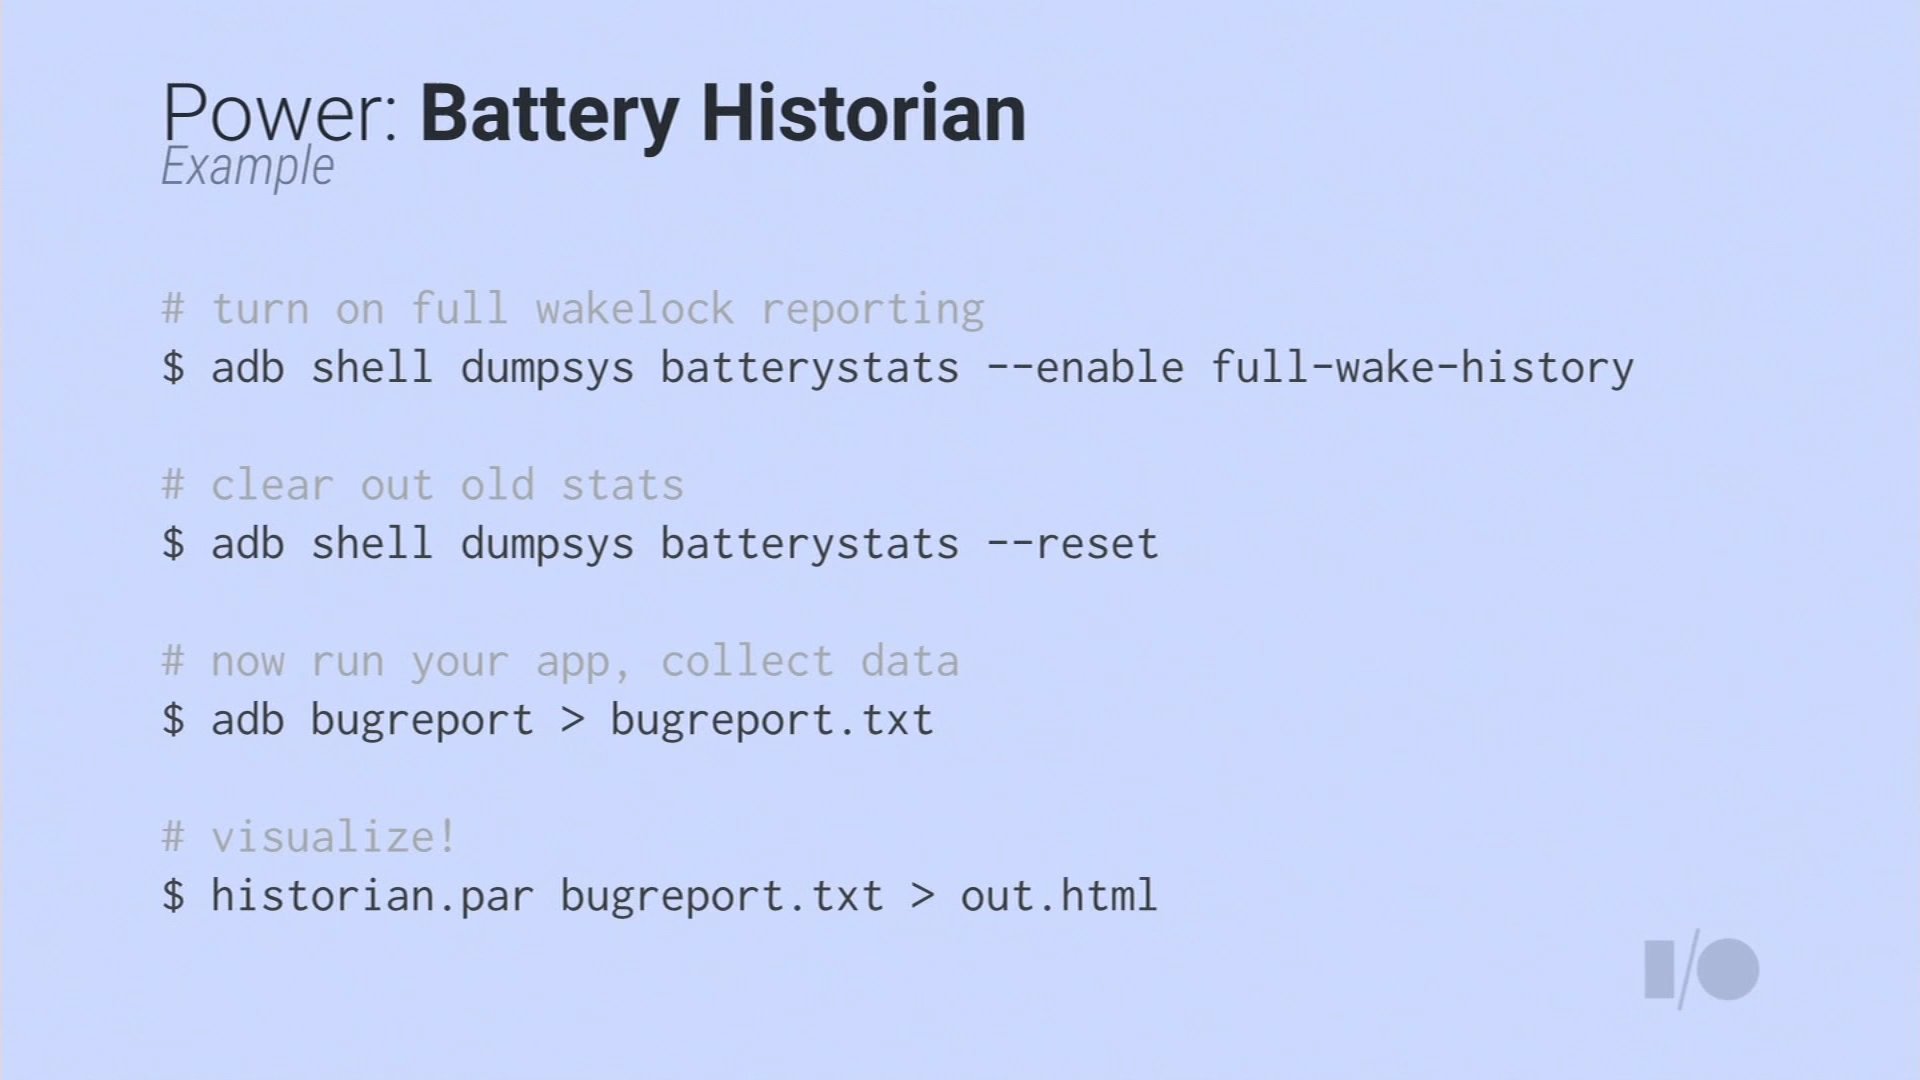 Power: Battery Historian
Example
# turn on full wakelock reporting
$ adb shell dumpsys batterystats --enable full-wake-history
# clear out old stats
$ adb shell dumpsys batterystats --reset
# now run your app, collect data
$ adb bugreport > bugreport.txt
# visualize!
$ historian.par bugreport.txt > out.html
I/O